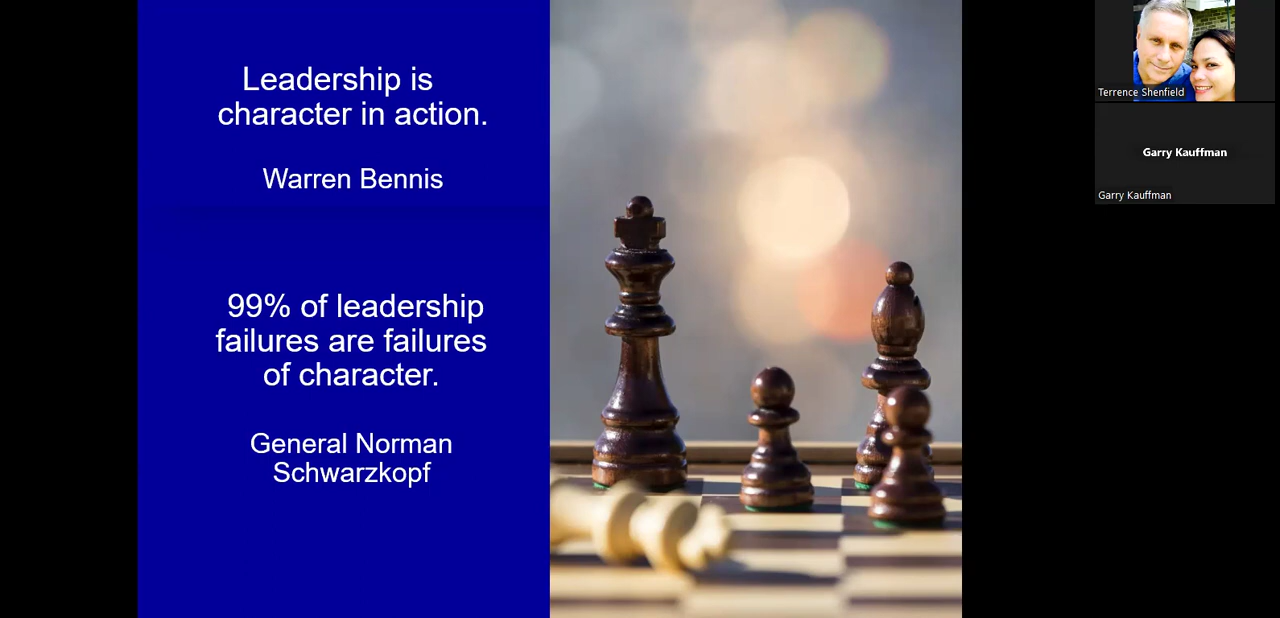 Leadership is
character in action.
Warren Bennis
99% of leadership
failures are failures
of character.
General Norman
Schwarzkopf
Terrence Shenfield
Garry Kauffman
Garry Kauffman